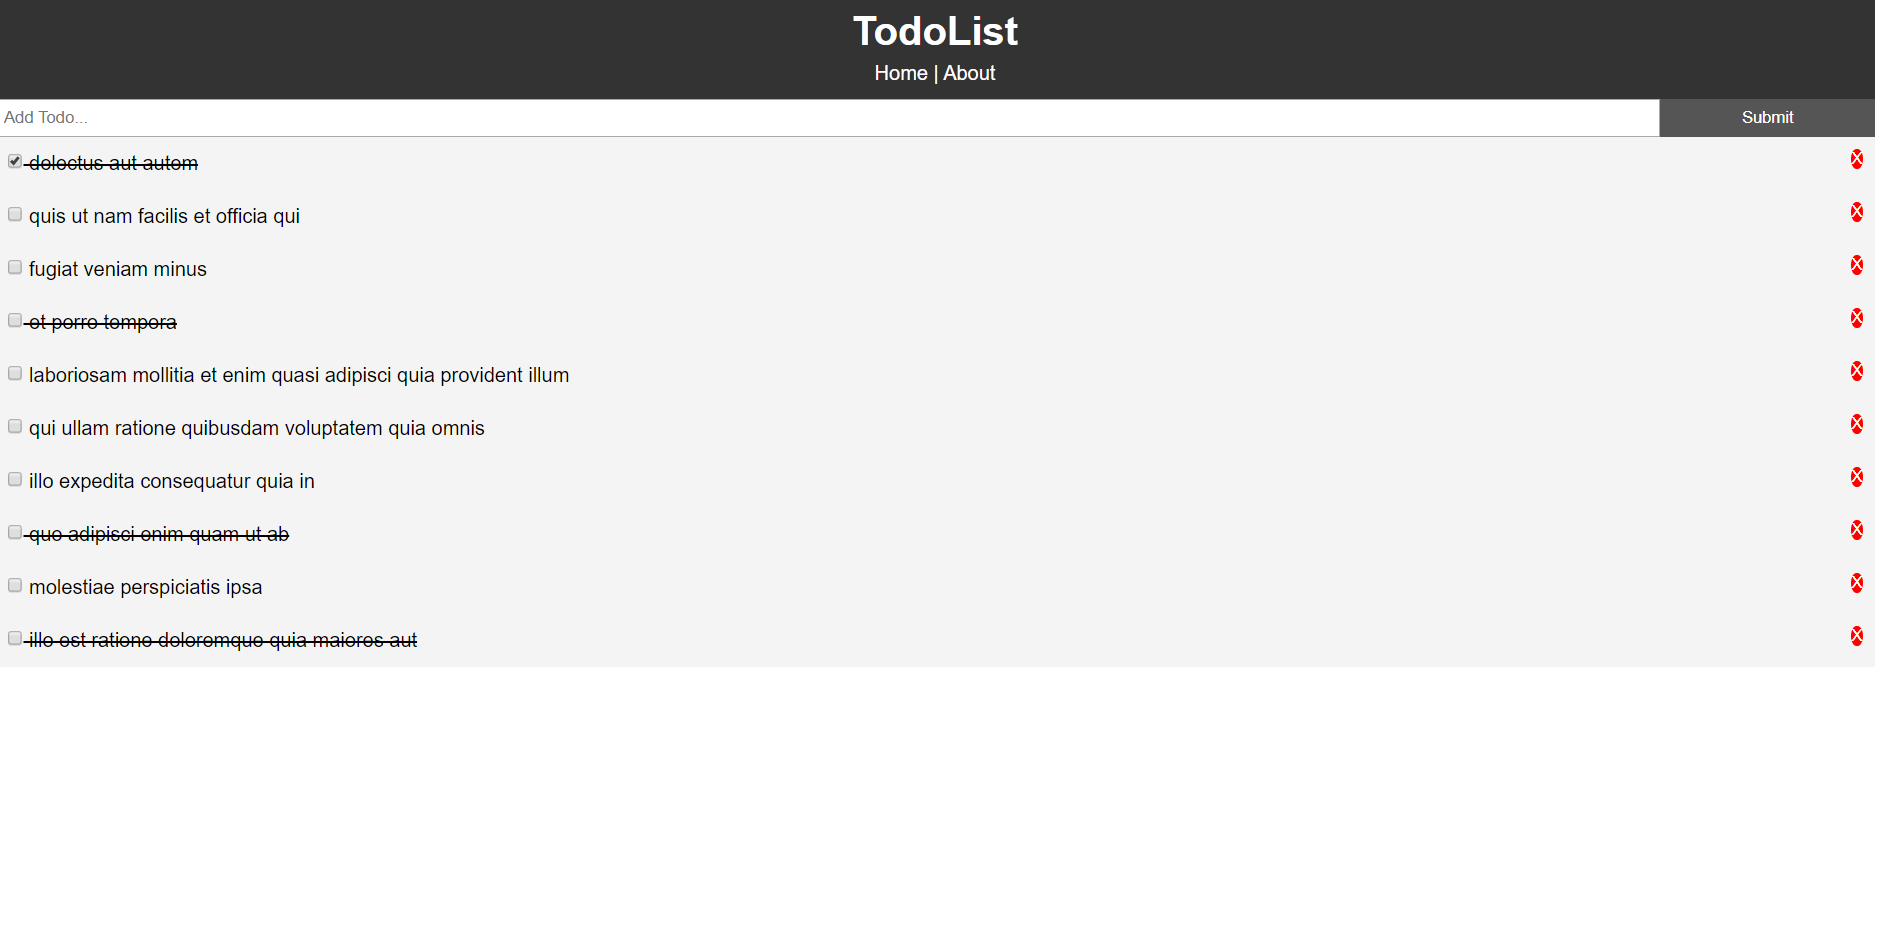 TodoList
Home | About
Add Todo...
Submit
delectus aut autem
X
quis ut nam facilis et officia qui
X
fugiat veniam minus
X
et porro tempora
X
laboriosam mollitia et enim quasi adipisci quia provident illum
X
qui ullam ratione quibusdam voluptatem quia omnis
X
illo expedita consequatur quia in
X
quo adipisci enim quam ut ab
X
molestiae perspiciatis ipsa
X
illo est ratione doloremque quia maiores aut
X